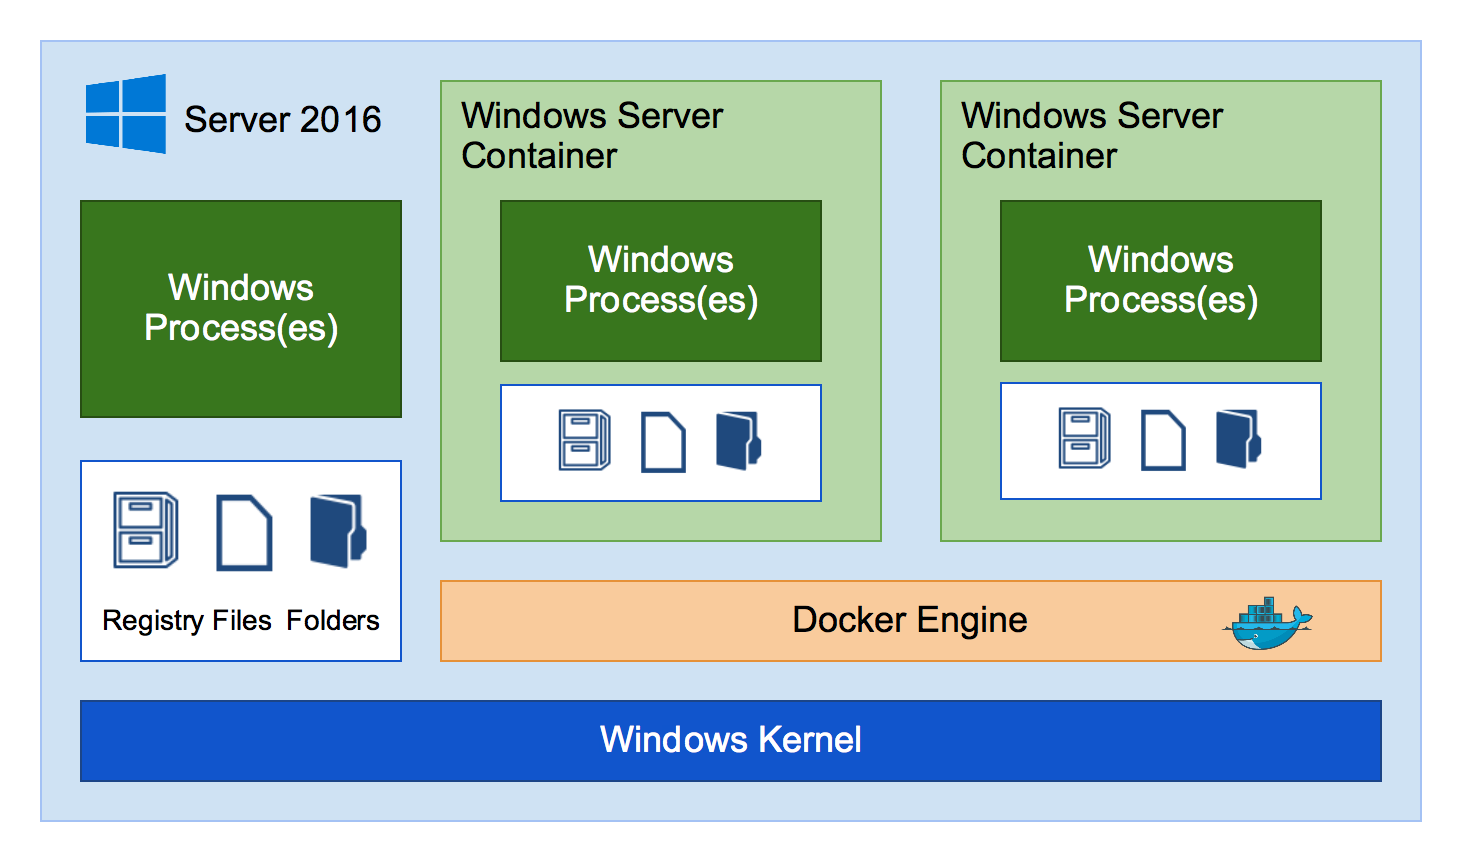 Server 2016
Windows
Process(es)
Registry Files Folders
Windows Server
Container
Windows
Process(es)
Windows Server
Container
Windows
Process(es)
Docker Engine
Windows Kernel